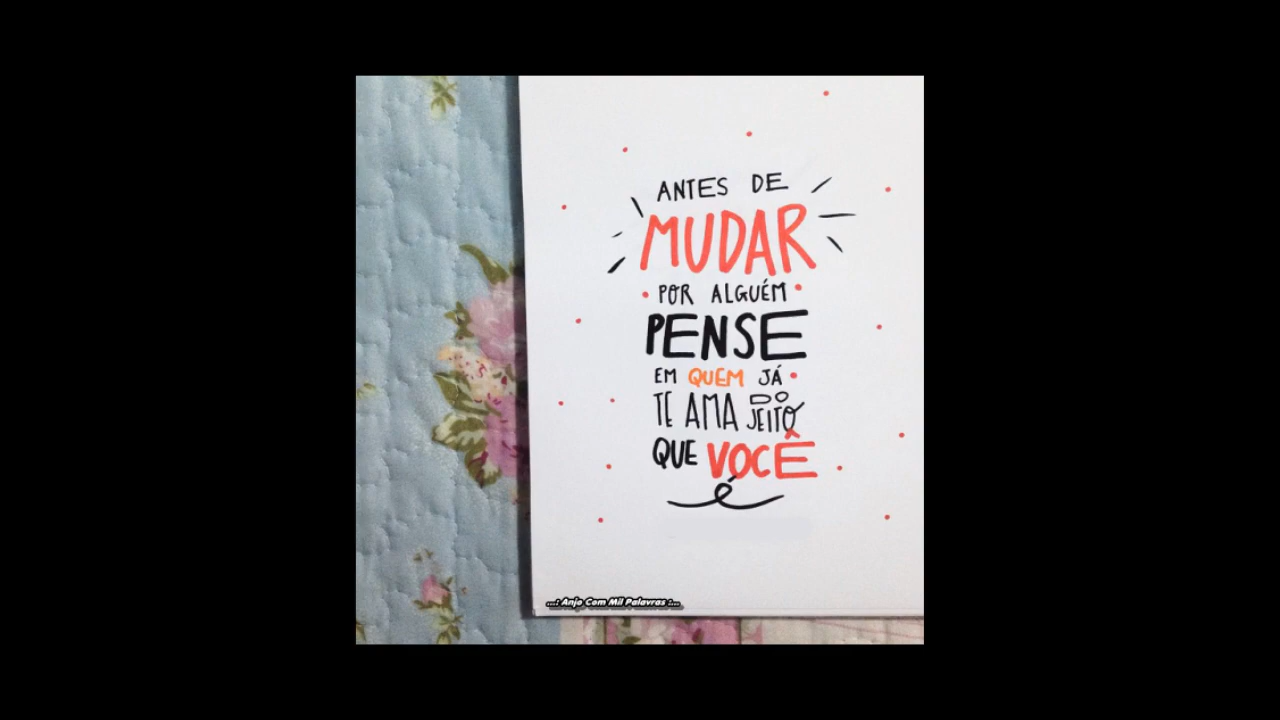 ANTES DE
MUDAR
POR ALGUÉM
PENSE
EM QUEM JÁ
TE AMA DO JEITO
QUE VOCÊ
É
...: Anjo Com Mil Palavras :...